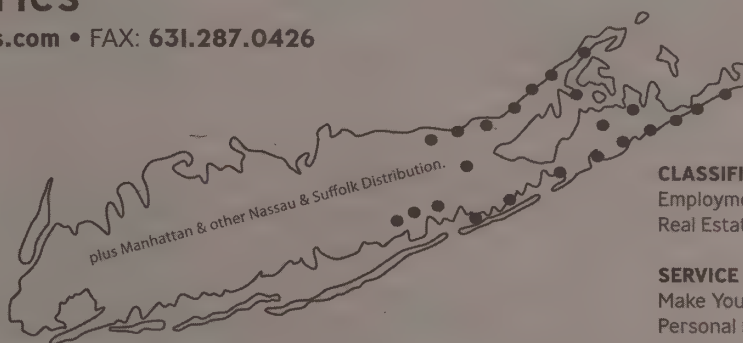 s.com • FAX: 631.287.0426
plus Manhattan & other Nassau & Suffolk Distribution.
CLASSIFI
Employme
Real Estat
SERVICE
Make You
Personal